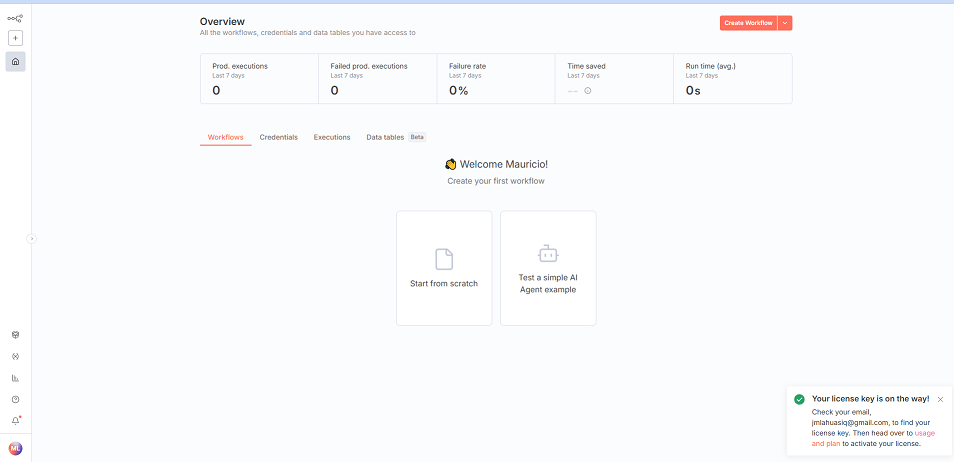 Overview
Create Workflow
All the workflows, credentials and data tables you have access to
Prod. executions
Last 7 days
0
Failed prod. executions
Last 7 days
0
Failure rate
Last 7 days
0%
Time saved
Last 7 days
--
Run time (avg.)
Last 7 days
0s
Workflows
Credentials
Executions
Data tables
Beta
Welcome Mauricio!
Create your first workflow
Start from scratch
Test a simple AI
Agent example
Your license key is on the way!
Check your email,
jmlahuasiq@gmail.com, to find your
license key. Then head over to usage
and plan to activate your license.
ML